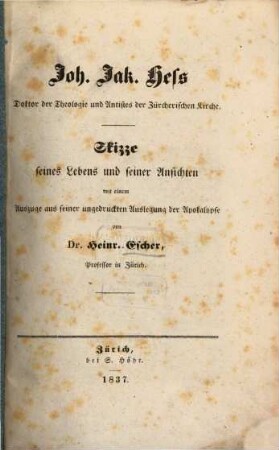 Joh. Jak. Heß
Doktor der Theologie und Antistes der Zürcherischen Kirche.
Skizze
seines Lebens und seiner Ansichten
mit einem
Auszuge aus seiner ungedruckten Auslegung der Apokalypse
von
Dr. Heinr. Escher,
Professor in Zürich.
Zürich,
bei S. Höhr.
1837.